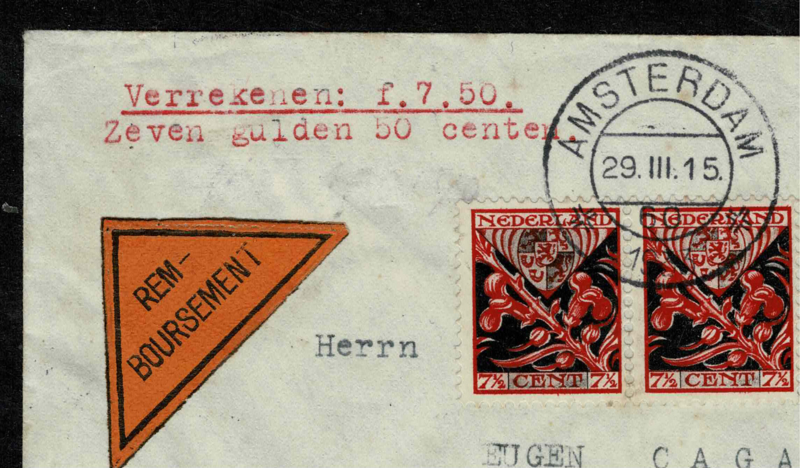 Verrekenen: f.7.50.
Zeven gulden 50 centen.
AMSTERDAM
29.III.15.
NEDERLAND
7½ CENT 7½
NEDERLAND
7½ CENT 7½
REM-
BOURSEMENT
Herrn
EUGEN CAGA